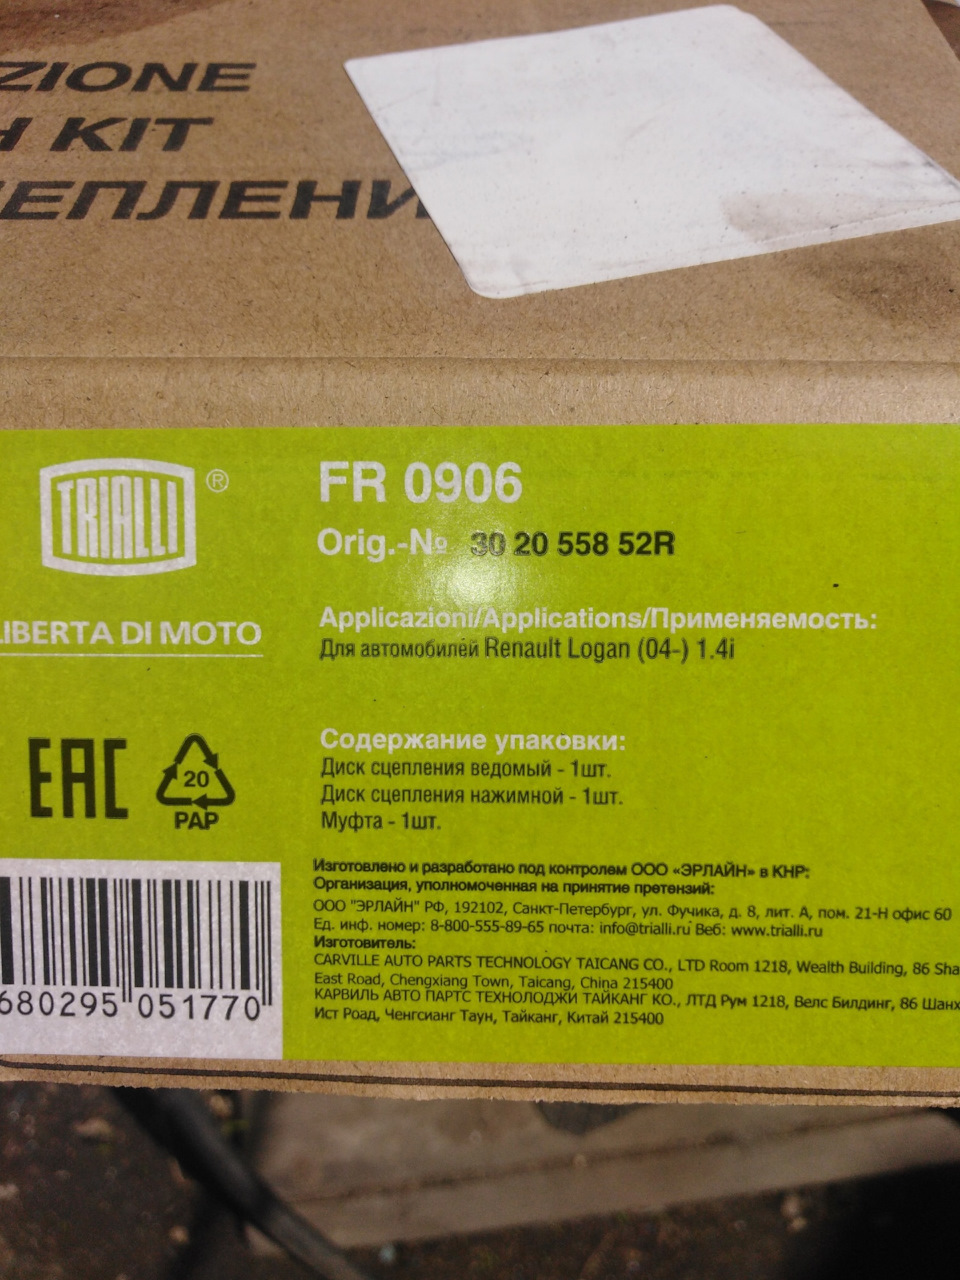 ZIONE
H KIT
ЦЕПЛЕНИ
TRIALLI ®
LIBERTA DI MOTO
FR 0906
Orig.-№ 30 20 558 52R
Applicazioni/Applications/Применяемость:
Для автомобилей Renault Logan (04-) 1.4i
EAC
20
PAP
Содержание упаковки:
Диск сцепления ведомый - 1шт.
Диск сцепления нажимной - 1шт.
Муфта - 1шт.
Изготовлено и разработано под контролем ООО «ЭРЛАЙН» в КНР:
Организация, уполномоченная на принятие претензий:
ООО "ЭРЛАЙН" РФ, 192102, Санкт-Петербург, ул. Фучика, д. 8, лит. А, пом. 21-Н офис 60
Ед. инф. номер: 8-800-555-89-65 почта: info@trialli.ru Веб: www.trialli.ru
Изготовитель:
CARVILLE AUTO PARTS TECHNOLOGY TAICANG CO., LTD Room 1218, Wealth Building, 86 Sha
East Road, Chengxiang Town, Taicang, China 215400
КАРВИЛЬ АВТО ПАРТС ТЕХНОЛОДЖИ ТАЙКАНГ КО., ЛТД Рум 1218, Велс Билдинг, 86 Шанх
Ист Роад, Ченгсианг Таун, Тайканг, Китай 215400
680295 051770